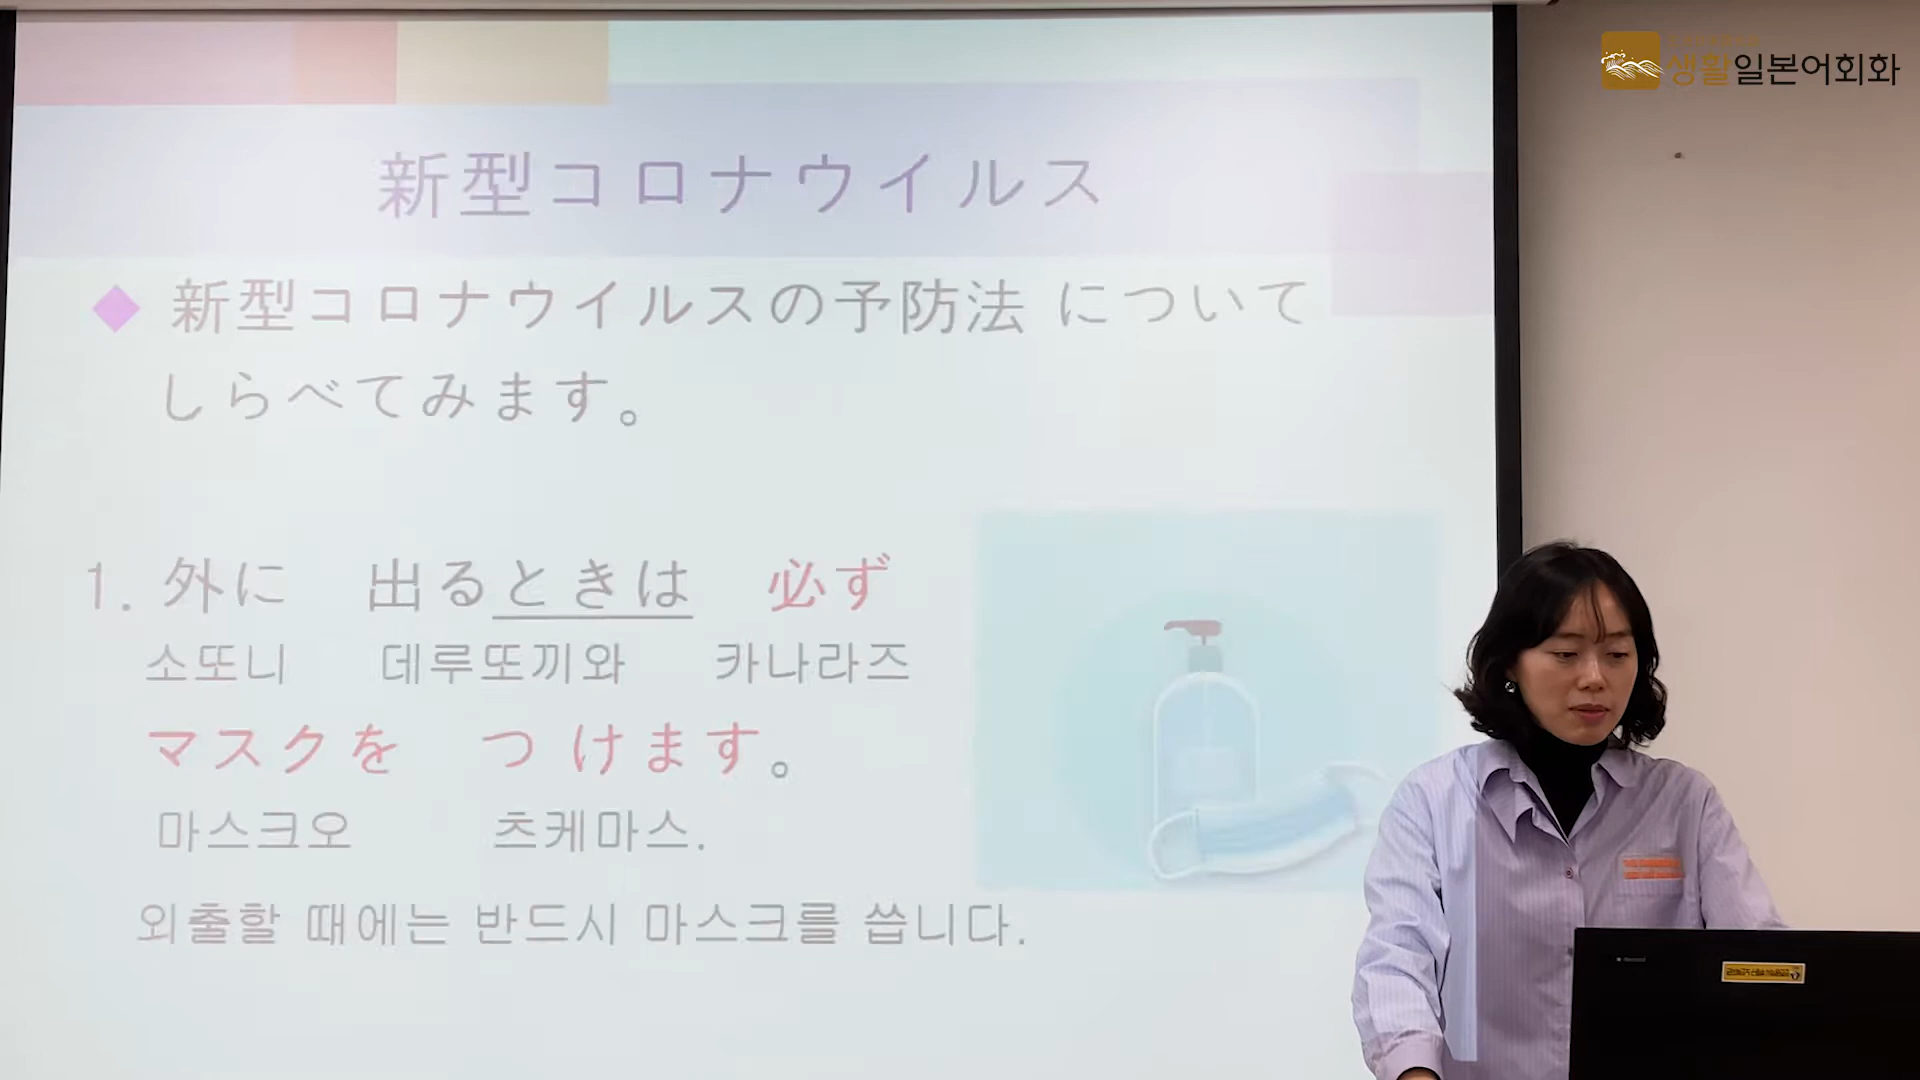 생활일본어회화
新型コロナウイルス
◆ 新型コロナウイルスの予防法 について
しらべてみます。
1. 外に 出るときは 必ず
소또니 데루또끼와 카나라즈
マスクを つけます。
마스크오 츠케마스.
외출할 때에는 반드시 마스크를 씁니다.